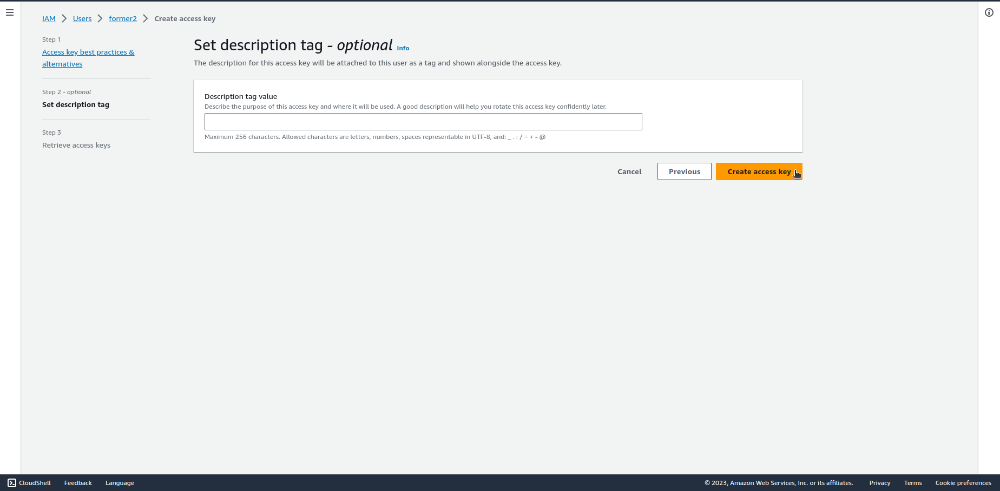 IAM > Users > former2 > Create access key
Step 1
Access key best practices &
alternatives
Step 2 - optional
Set description tag
Step 3
Retrieve access keys
Set description tag - optional Info
The description for this access key will be attached to this user as a tag and shown alongside the access key.
Description tag value
Describe the purpose of this access key and where it will be used. A good description will help you rotate this access key confidently later.
Maximum 256 characters. Allowed characters are letters, numbers, spaces representable in UTF-8, and: _ . : / = + - @
Cancel Previous Create access key
CloudShell Feedback Language © 2023, Amazon Web Services, Inc. or its affiliates. Privacy Terms Cookie preferences